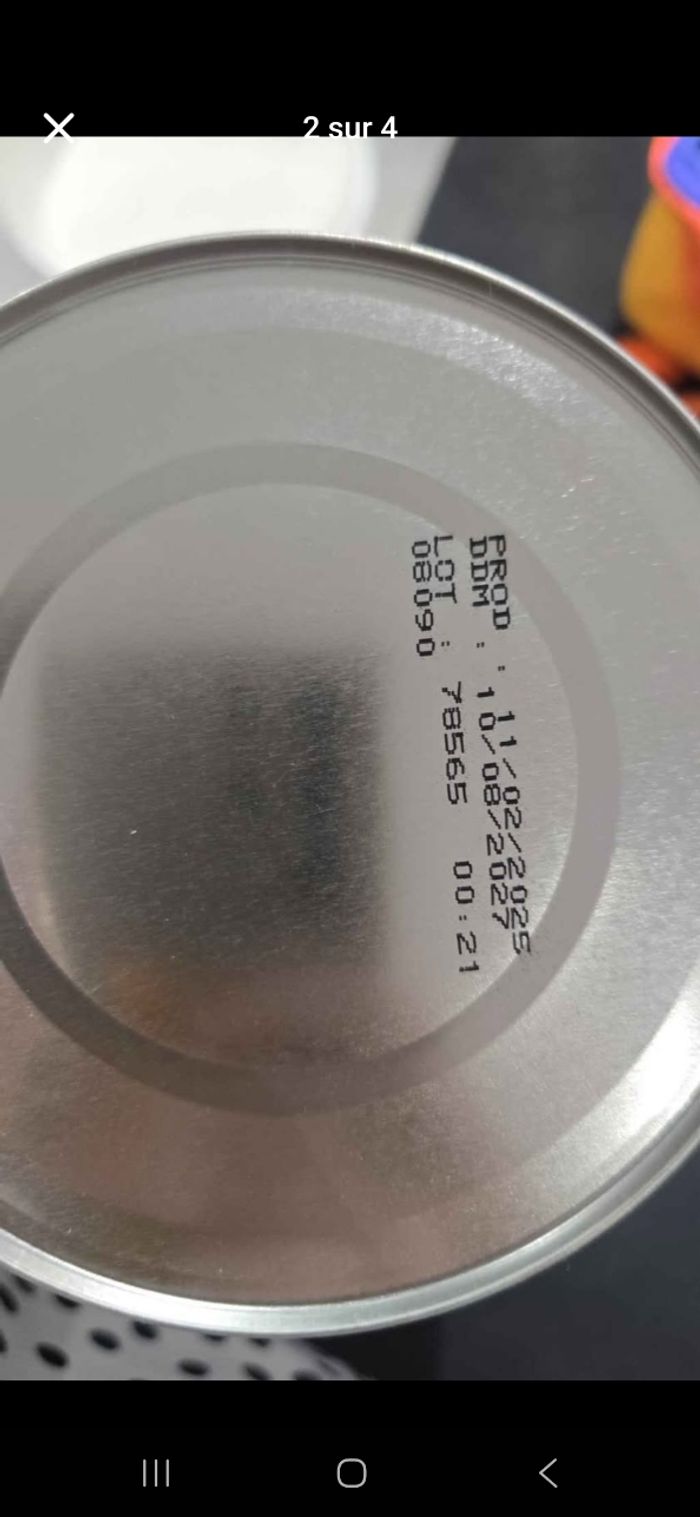 2 sur 4
PROD : 11/02/2025
DDM : 10/08/2027
LOT : 78565 00:21
08090